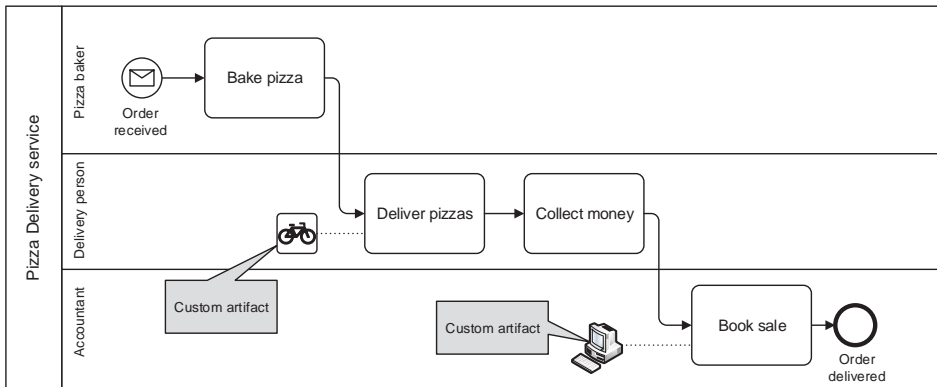 Pizza Delivery service
Pizza baker
Order
received
Bake pizza
Delivery person
Deliver pizzas
Collect money
Custom artifact
Accountant
Custom artifact
Book sale
Order
delivered